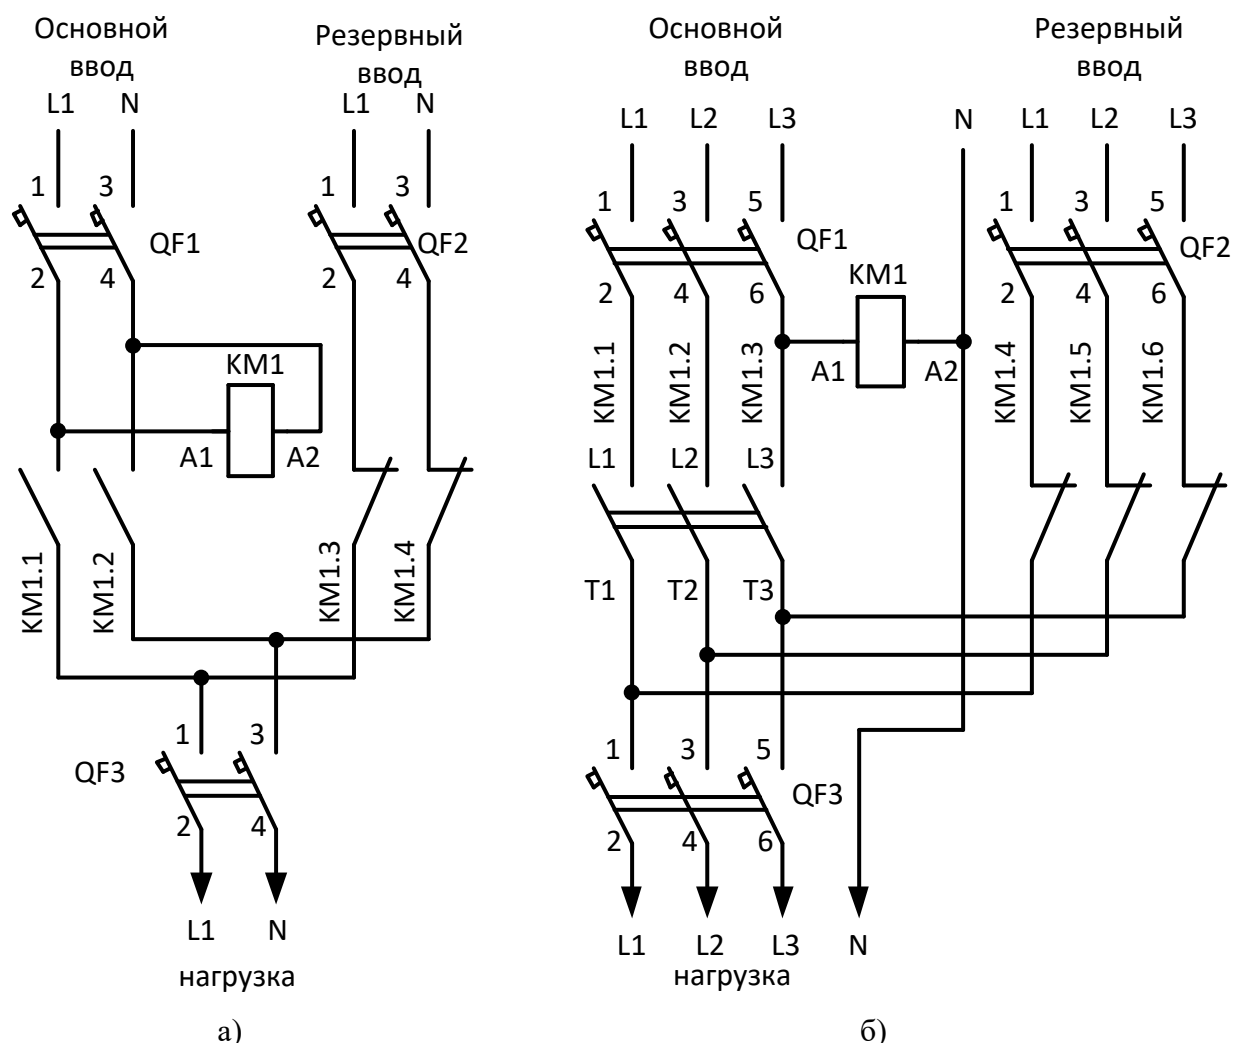 Основной
ввод
L1 N
Резервный
ввод
L1 N
1 3
QF1
2 4
1 3
QF2
2 4
KM1
A1 A2
KM1.1
KM1.2
KM1.3
KM1.4
1 3
QF3
2 4
L1 N
нагрузка
а)
Основной
ввод
L1 L2 L3
N
Резервный
ввод
L1 L2 L3
1 3 5
QF1
2 4 6
KM1
A1 A2
1 3 5
QF2
2 4 6
KM1.1
KM1.2
KM1.3
KM1.4
KM1.5
KM1.6
L1 L2 L3
T1 T2 T3
1 3 5
QF3
2 4 6
L1 L2 L3 N
нагрузка
б)